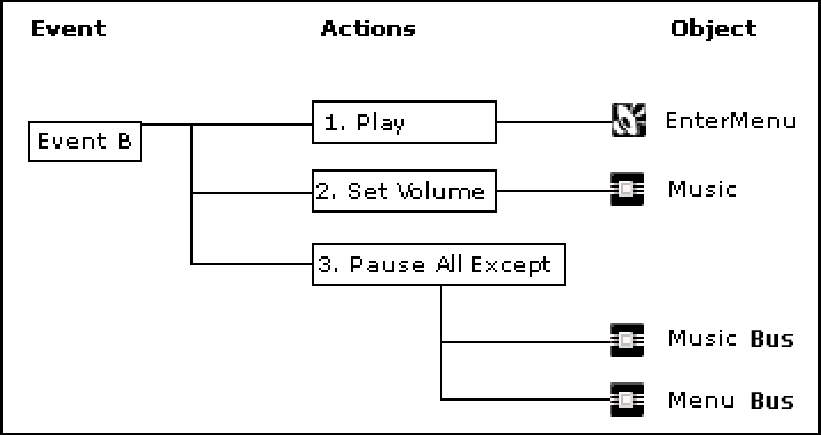 Event Actions Object
1. Play EnterMenu
Event B
2. Set Volume Music
3. Pause All Except
Music Bus
Menu Bus